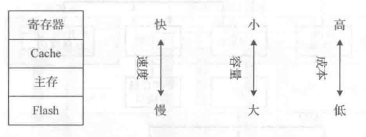 寄存器 快 小 高
Cache
速度 容量 成本
主存
Flash 慢 大 低